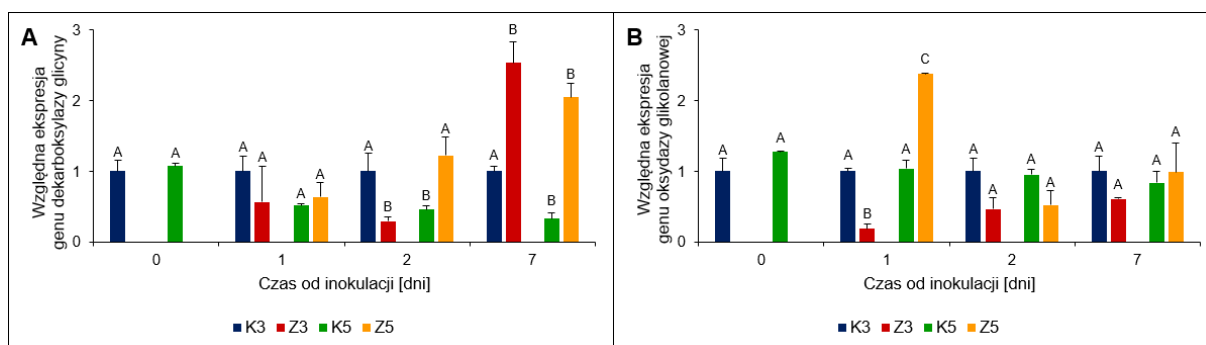 A
Względna ekspresja
genu dekarboksylazy glicyny
3
2
1
0
A
A
A
A
A
A
A
B
B
A
A
B
B
B
0
1
2
7
Czas od inokulacji [dni]
K3
Z3
K5
Z5
B
Względna ekspresja
genu oksydazy glikolanowej
3
2
1
0
A
A
A
B
A
C
A
A
A
A
A
A
A
A
0
1
2
7
Czas od inokulacji [dni]
K3
Z3
K5
Z5